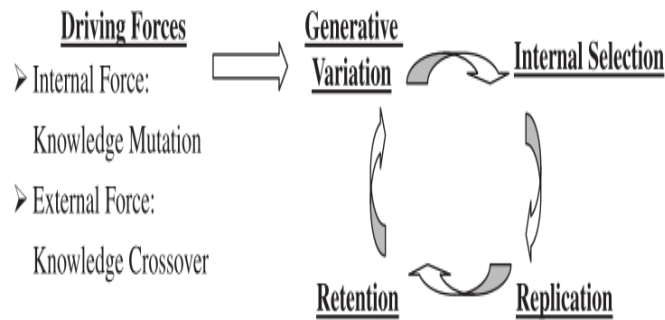 Driving Forces
➤ Internal Force:
Knowledge Mutation
➤ External Force:
Knowledge Crossover
Generative
Variation
Internal Selection
Retention
Replication